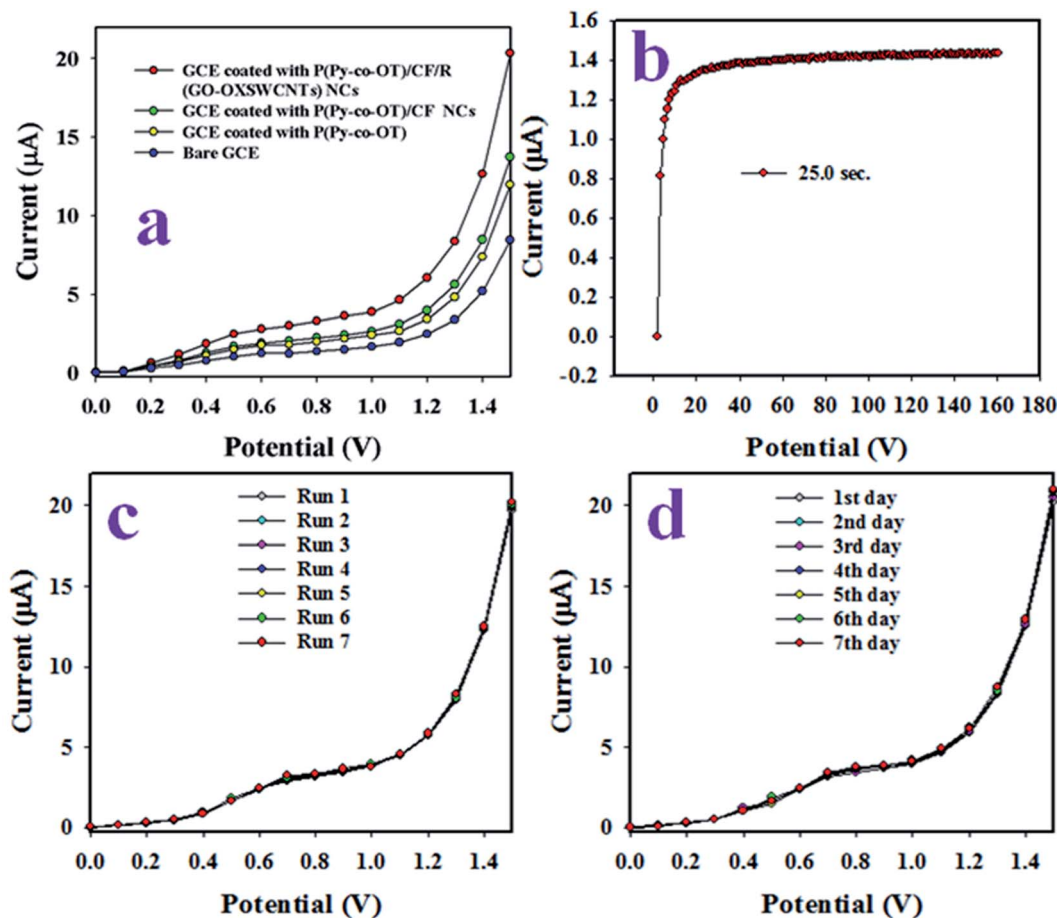 a
Current (µA)
20
15
10
5
0
GCE coated with P(Py-co-OT)/CF/R
(GO-OXSWCNTs) NCs
GCE coated with P(Py-co-OT)/CF NCs
GCE coated with P(Py-co-OT)
Bare GCE
0.0 0.2 0.4 0.6 0.8 1.0 1.2 1.4
Potential (V)
b
Current (µA)
1.6
1.4
1.2
1.0
0.8
0.6
0.4
0.2
0.0
-0.2
25.0 sec.
0 20 40 60 80 100 120 140 160 180
Potential (V)
c
Current (µA)
20
15
10
5
0
Run 1
Run 2
Run 3
Run 4
Run 5
Run 6
Run 7
0.0 0.2 0.4 0.6 0.8 1.0 1.2 1.4
Potential (V)
d
Current (µA)
20
15
10
5
0
1st day
2nd day
3rd day
4th day
5th day
6th day
7th day
0.0 0.2 0.4 0.6 0.8 1.0 1.2 1.4
Potential (V)